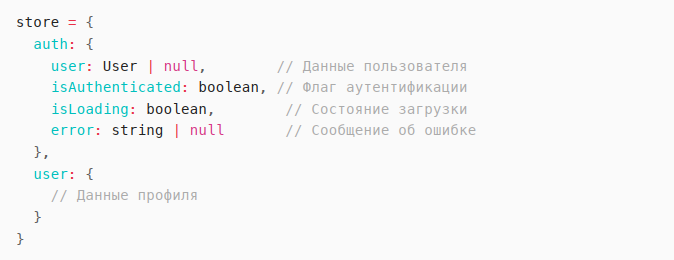 store = {
  auth: {
    user: User | null,        // Данные пользователя
    isAuthenticated: boolean, // Флаг аутентификации
    isLoading: boolean,        // Состояние загрузки
    error: string | null       // Сообщение об ошибке
  },
  user: {
    // Данные профиля
  }
}